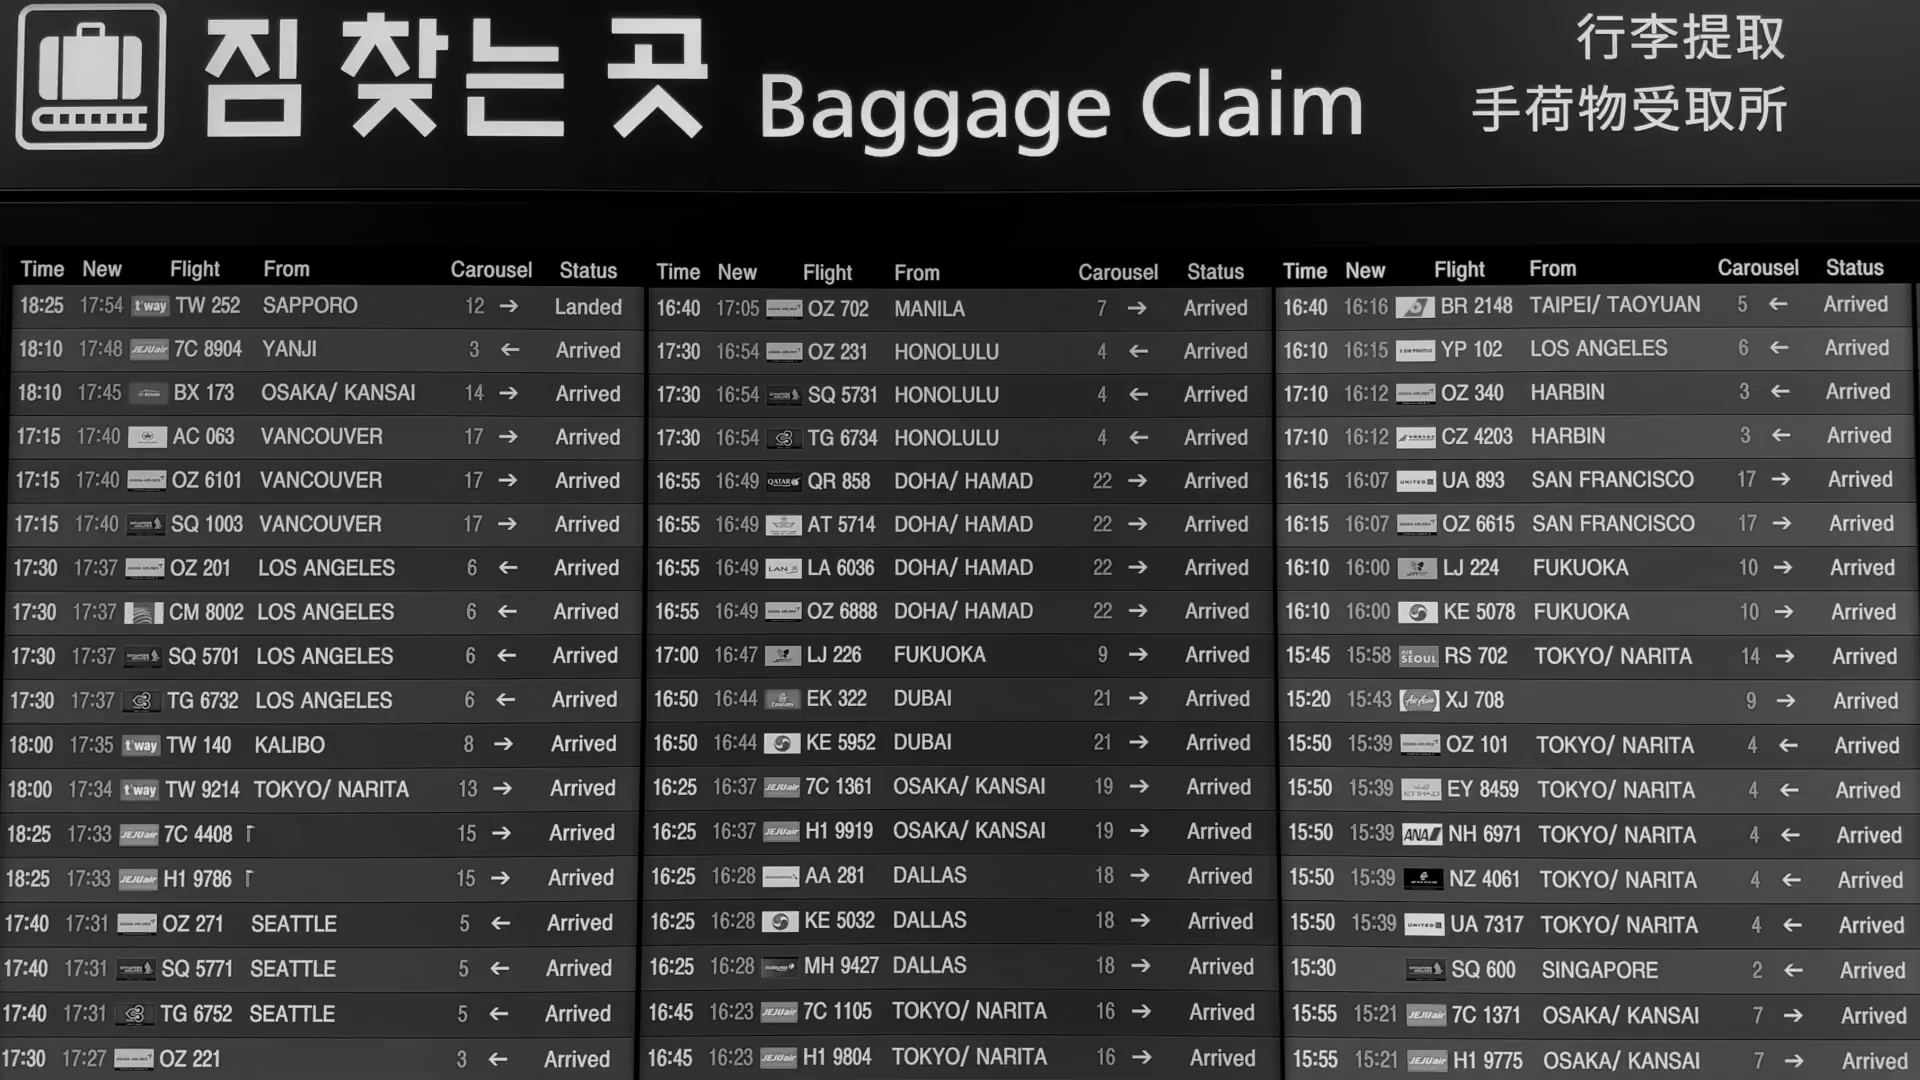 짐 찾는 곳 Baggage Claim
行李提取
手荷物受取所
Time New Flight From Carousel Status
18:25 17:54 t'way TW 252 SAPPORO 12 → Landed
18:10 17:48 JEJUair 7C 8904 YANJI 3 ← Arrived
18:10 17:45 BX 173 OSAKA/ KANSAI 14 → Arrived
17:15 17:40 AC 063 VANCOUVER 17 → Arrived
17:15 17:40 OZ 6101 VANCOUVER 17 → Arrived
17:15 17:40 SQ 1003 VANCOUVER 17 → Arrived
17:30 17:37 OZ 201 LOS ANGELES 6 ← Arrived
17:30 17:37 CM 8002 LOS ANGELES 6 ← Arrived
17:30 17:37 SQ 5701 LOS ANGELES 6 ← Arrived
17:30 17:37 TG 6732 LOS ANGELES 6 ← Arrived
18:00 17:35 t'way TW 140 KALIBO 8 → Arrived
18:00 17:34 t'way TW 9214 TOKYO/ NARITA 13 → Arrived
18:25 17:33 JEJUair 7C 4408 15 → Arrived
18:25 17:33 JEJUair H1 9786 15 → Arrived
17:40 17:31 OZ 271 SEATTLE 5 ← Arrived
17:40 17:31 SQ 5771 SEATTLE 5 ← Arrived
17:40 17:31 TG 6752 SEATTLE 5 ← Arrived
17:30 17:27 OZ 221 3 ← Arrived
Time New Flight From Carousel Status
16:40 17:05 OZ 702 MANILA 7 → Arrived
17:30 16:54 OZ 231 HONOLULU 4 ← Arrived
17:30 16:54 SQ 5731 HONOLULU 4 ← Arrived
17:30 16:54 TG 6734 HONOLULU 4 ← Arrived
16:55 16:49 QATAR QR 858 DOHA/ HAMAD 22 → Arrived
16:55 16:49 AT 5714 DOHA/ HAMAD 22 → Arrived
16:55 16:49 LAN LA 6036 DOHA/ HAMAD 22 → Arrived
16:55 16:49 OZ 6888 DOHA/ HAMAD 22 → Arrived
17:00 16:47 LJ 226 FUKUOKA 9 → Arrived
16:50 16:44 Emirates EK 322 DUBAI 21 → Arrived
16:50 16:44 KE 5952 DUBAI 21 → Arrived
16:25 16:37 JEJUair 7C 1361 OSAKA/ KANSAI 19 → Arrived
16:25 16:37 JEJUair H1 9919 OSAKA/ KANSAI 19 → Arrived
16:25 16:28 AA 281 DALLAS 18 → Arrived
16:25 16:28 KE 5032 DALLAS 18 → Arrived
16:25 16:28 MH 9427 DALLAS 18 → Arrived
16:45 16:23 JEJUair 7C 1105 TOKYO/ NARITA 16 → Arrived
16:45 16:23 JEJUair H1 9804 TOKYO/ NARITA 16 → Arrived
Time New Flight From Carousel Status
16:40 16:16 BR 2148 TAIPEI/ TAOYUAN 5 ← Arrived
16:10 16:15 YP 102 LOS ANGELES 6 ← Arrived
17:10 16:12 OZ 340 HARBIN 3 ← Arrived
17:10 16:12 CZ 4203 HARBIN 3 ← Arrived
16:15 16:07 UNITED UA 893 SAN FRANCISCO 17 → Arrived
16:15 16:07 OZ 6615 SAN FRANCISCO 17 → Arrived
16:10 16:00 LJ 224 FUKUOKA 10 → Arrived
16:10 16:00 KE 5078 FUKUOKA 10 → Arrived
15:45 15:58 AIR SEOUL RS 702 TOKYO/ NARITA 14 → Arrived
15:20 15:43 AirAsia XJ 708 9 → Arrived
15:50 15:39 OZ 101 TOKYO/ NARITA 4 ← Arrived
15:50 15:39 ETIHAD EY 8459 TOKYO/ NARITA 4 ← Arrived
15:50 15:39 ANA NH 6971 TOKYO/ NARITA 4 ← Arrived
15:50 15:39 NZ 4061 TOKYO/ NARITA 4 ← Arrived
15:50 15:39 UNITED UA 7317 TOKYO/ NARITA 4 ← Arrived
15:30 SQ 600 SINGAPORE 2 ← Arrived
15:55 15:21 JEJUair 7C 1371 OSAKA/ KANSAI 7 → Arrived
15:55 15:21 JEJUair H1 9775 OSAKA/ KANSAI 7 → Arrived